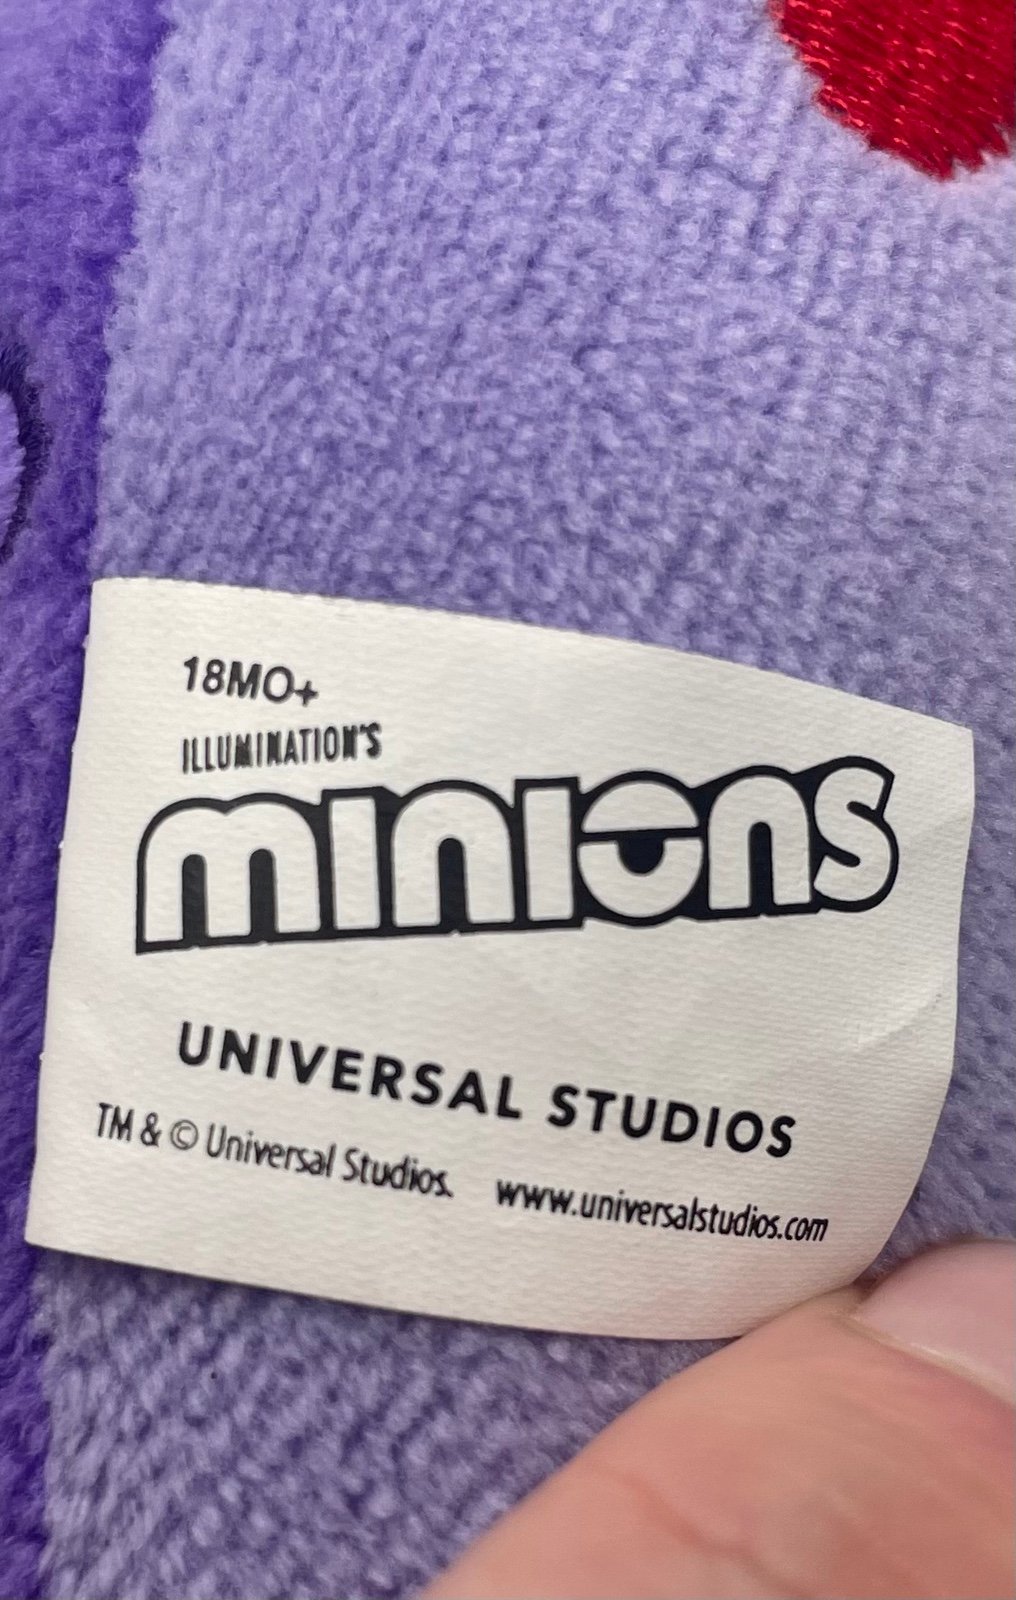 18MO+
ILLUMINATION'S
minions
UNIVERSAL STUDIOS
TM & © Universal Studios. www.universalstudios.com